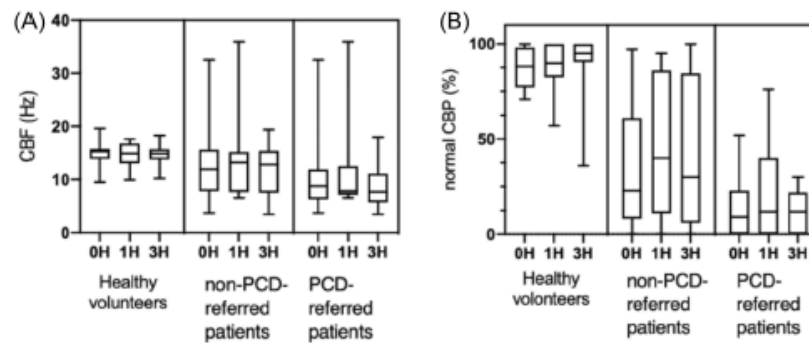 (A)
CBF (Hz)
40
30
20
10
0
0H 1H 3H 0H 1H 3H 0H 1H 3H
Healthy
volunteers
non-PCD-
referred
patients
PCD-
referred
patients
(B)
normal CBP (%)
100
50
0
0H 1H 3H 0H 1H 3H 0H 1H 3H
Healthy
volonteers
non-PCD-
referred
patients
PCD-
referred
patients